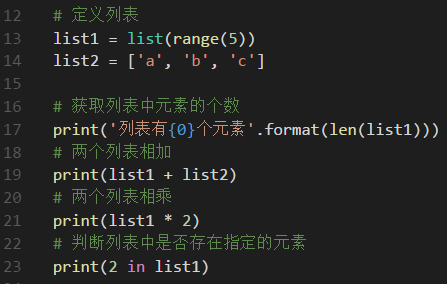 12 # 定义列表
13 list1 = list(range(5))
14 list2 = ['a', 'b', 'c']
15
16 # 获取列表中元素的个数
17 print('列表有{0}个元素'.format(len(list1)))
18 # 两个列表相加
19 print(list1 + list2)
20 # 两个列表相乘
21 print(list1 * 2)
22 # 判断列表中是否存在指定的元素
23 print(2 in list1)